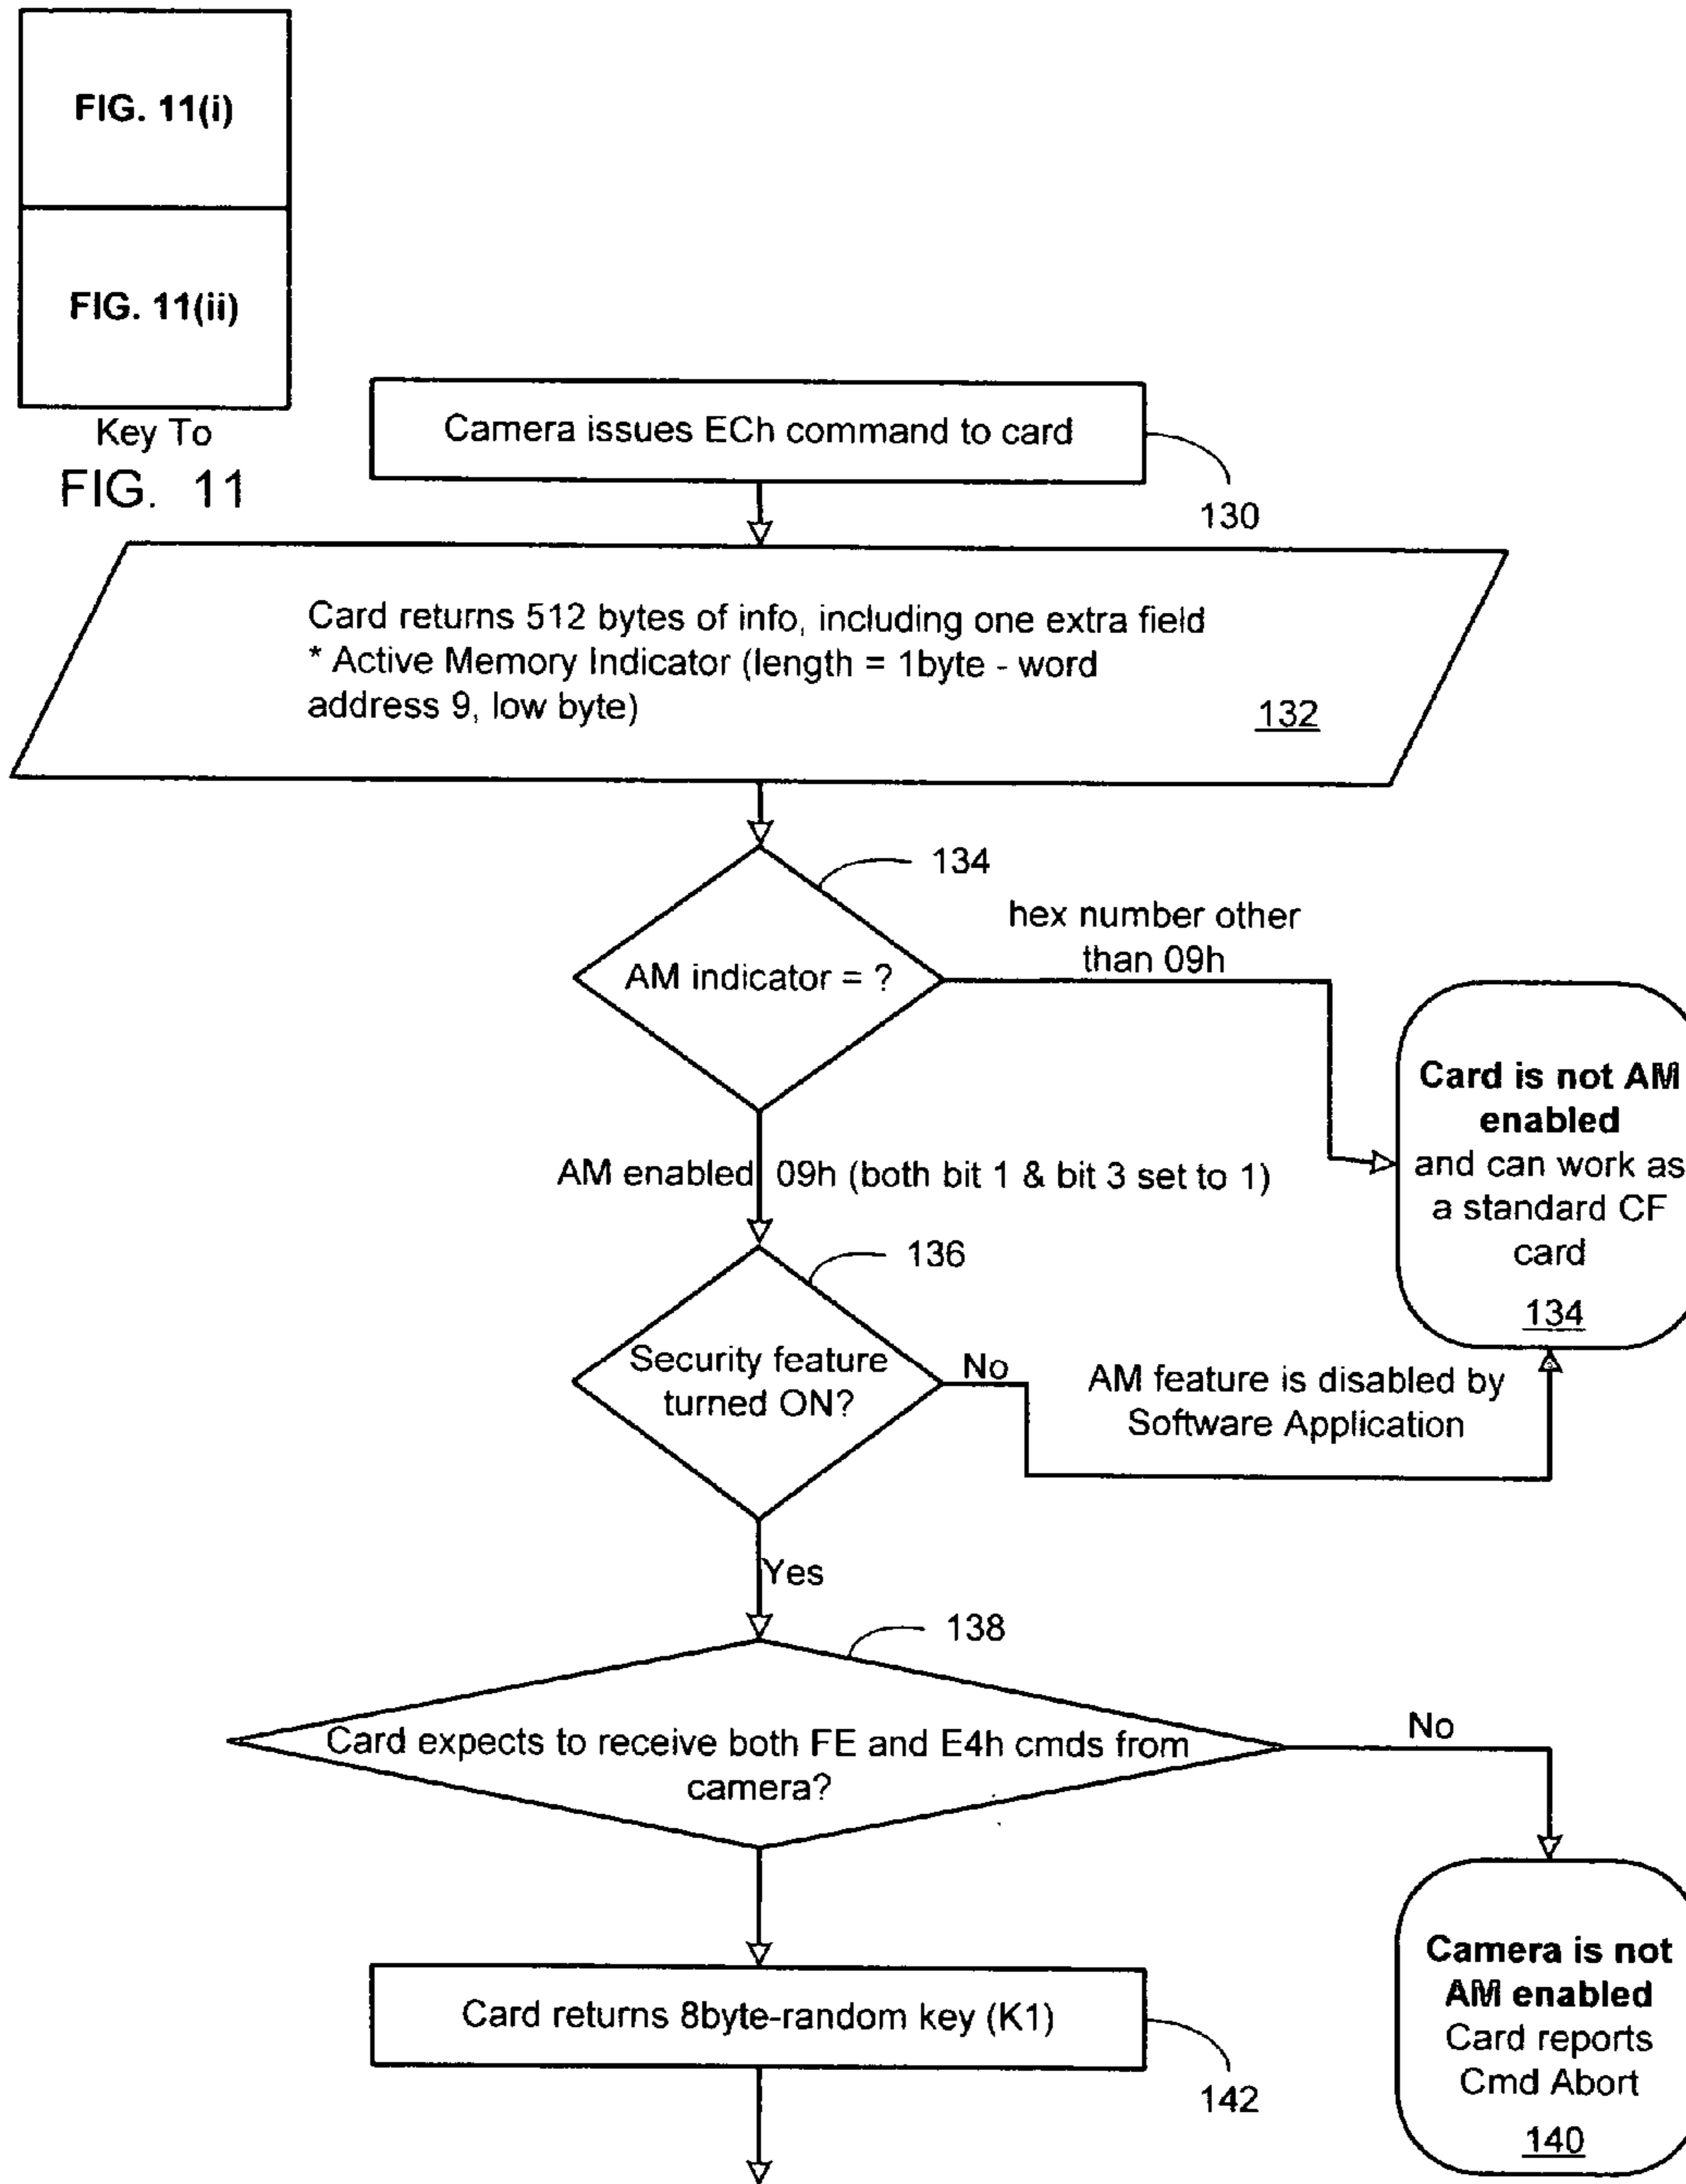 FIG. 11(i)
FIG. 11(ii)
Key To
FIG. 11
Camera issues ECh command to card
130
Card returns 512 bytes of info, including one extra field
* Active Memory Indicator (length = 1byte - word
address 9, low byte)
132
134
hex number other
than 09h
AM indicator = ?
Card is not AM
enabled
and can work as
a standard CF
card
134
AM enabled 09h (both bit 1 & bit 3 set to 1)
136
Security feature
turned ON?
No
AM feature is disabled by
Software Application
Yes
138
Card expects to receive both FE and E4h cmds from
camera?
No
Camera is not
AM enabled
Card reports
Cmd Abort
140
Card returns 8byte-random key (K1)
142